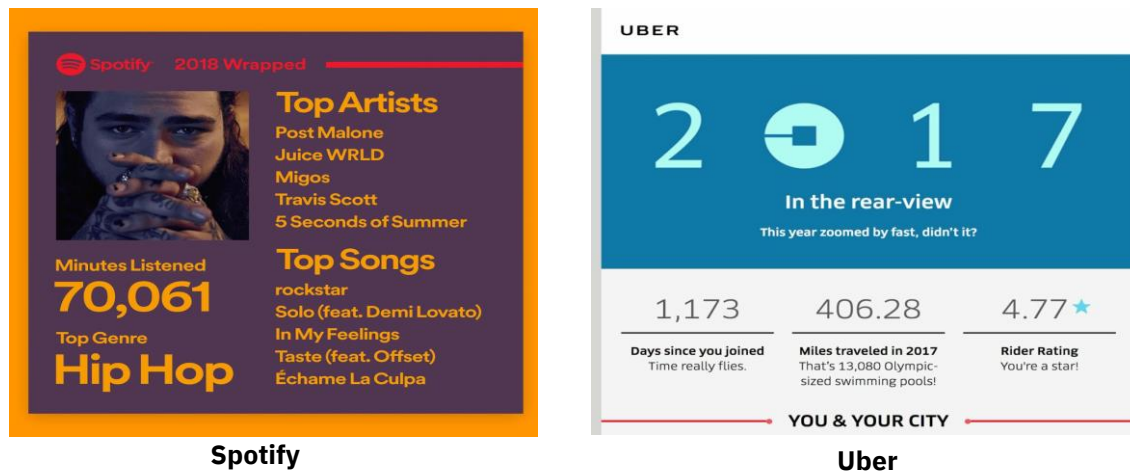 Spotify 2018 Wrapped
Top Artists
Post Malone
Juice WRLD
Migos
Travis Scott
5 Seconds of Summer
Minutes Listened
70,061
Top Genre
Hip Hop
Top Songs
rockstar
Solo (feat. Demi Lovato)
In My Feelings
Taste (feat. Offset)
Échame La Culpa
Spotify
UBER
2 1 7
In the rear-view
This year zoomed by fast, didn't it?
1,173
Days since you joined
Time really flies.
406.28
Miles traveled in 2017
That's 13,080 Olympic-
sized swimming pools!
4.77★
Rider Rating
You're a star!
YOU & YOUR CITY
Uber